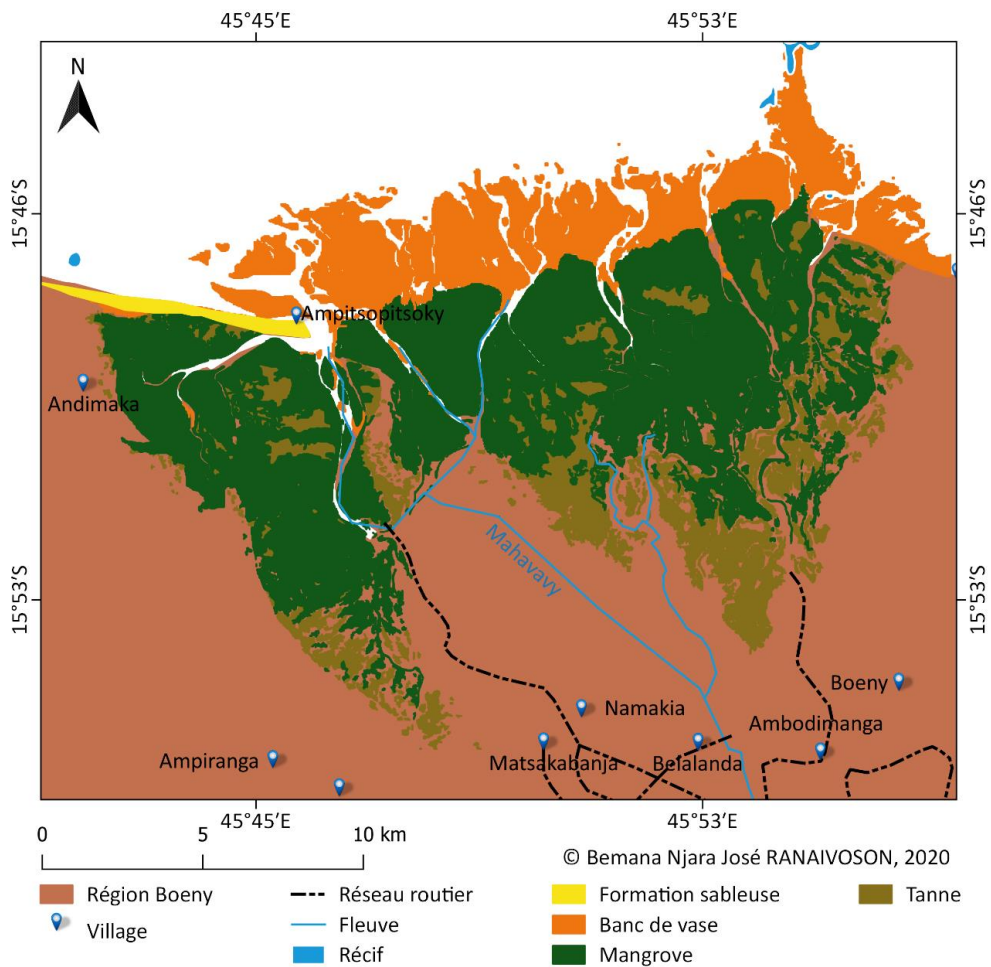 45°45'E 45°53'E
N
15°46'S 15°46'S
Ampitsopitsoky
Andimaka
Mahavavy
15°53'S 15°53'S
Boeny
Namakia
Ambodimanga
Ampiranga
Matsakabanja
Belalanda
45°45'E 45°53'E
0 5 10 km
© Bemana Njara José RANAIVOSON, 2020
Région Boeny
Réseau routier
Formation sableuse
Tanne
Village
Fleuve
Banc de vase
Récif
Mangrove